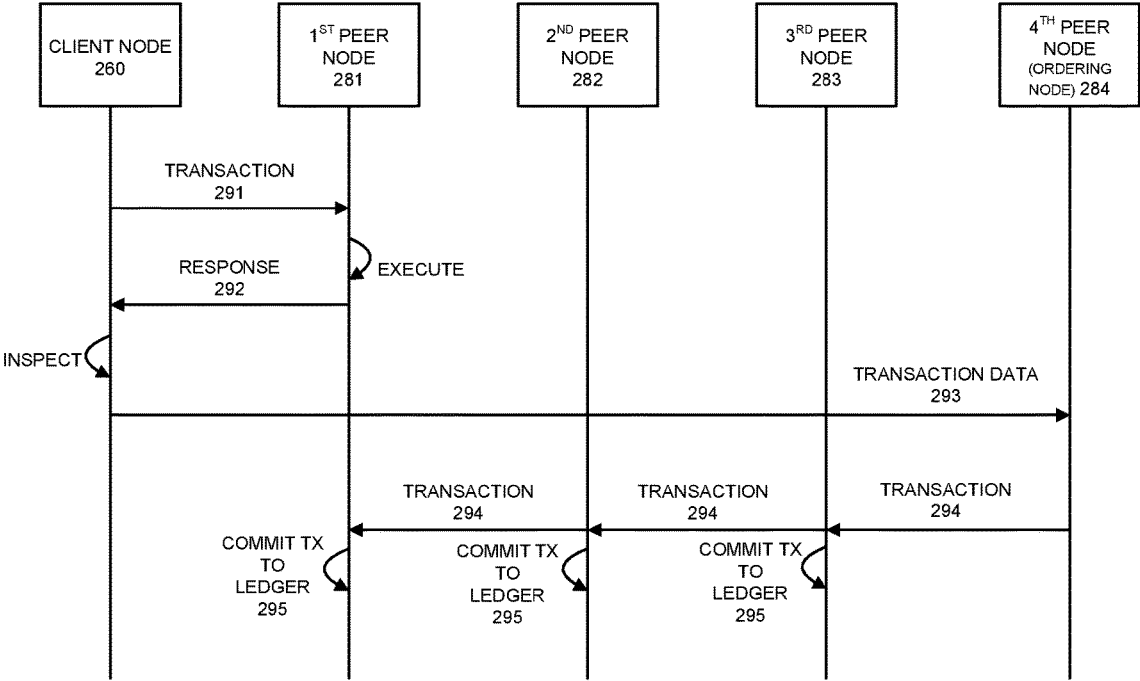 CLIENT NODE
260
1ST PEER
NODE
281
2ND PEER
NODE
282
3RD PEER
NODE
283
4TH PEER
NODE
(ORDERING
NODE) 284
TRANSACTION
291
EXECUTE
RESPONSE
292
INSPECT
TRANSACTION DATA
293
TRANSACTION
294
TRANSACTION
294
TRANSACTION
294
COMMIT TX
TO
LEDGER
295
COMMIT TX
TO
LEDGER
295
COMMIT TX
TO
LEDGER
295